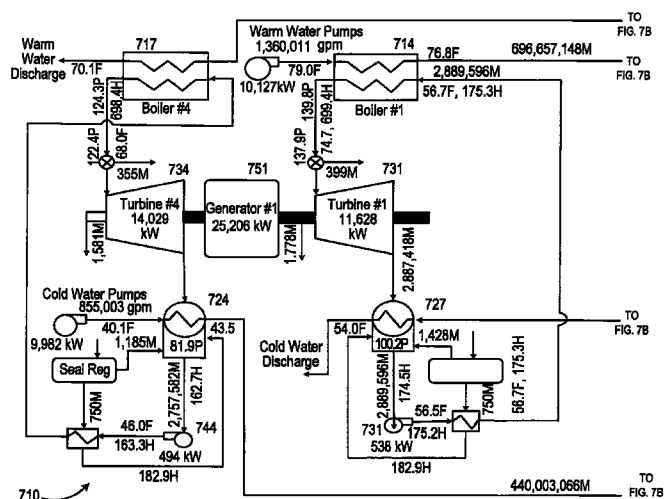 TO
FIG. 7B
Warm
Water
Discharge
70.1F
717
Boiler #4
124.3P
698.4H
Warm Water Pumps
1,360,011 gpm
79.0F
10,127kW
714
76.8F
696,657,148M
TO
FIG. 7B
2,889,596M
56.7F, 175.3H
Boiler #1
139.8P
74.7, 699.4H
122.4P
68.0F
355M
734
Turbine #4
14,029
kW
1,581M
751
Generator #1
25,206 kW
1.778M
137.9P
399M
731
Turbine #1
11,628
kW
2.887,418M
Cold Water Pumps
855,003 gpm
40.1F
9,982 kW
724
43.5
81.9P
1,185M
Seal Reg
750M
2,757,582M
162.7H
46.0F
163.3H
744
494 kW
182.9H
710
Cold Water
Discharge
54.0F
727
100.2P
TO
FIG. 7B
1,428M
2,889,596M
174.5H
56.5F
175.2H
731
538 kW
750M
56.7F, 175.3H
182.9H
440,003,066M
TO
FIG. 7B